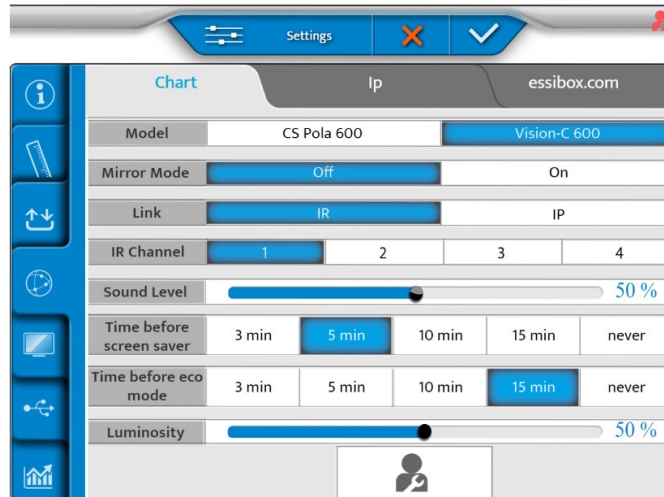 Settings
Chart Ip essibox.com
Model CS Pola 600 Vision-C 600
Mirror Mode Off On
Link IR IP
IR Channel 1 2 3 4
Sound Level 50 %
Time before
screen saver 3 min 5 min 10 min 15 min never
Time before eco
mode 3 min 5 min 10 min 15 min never
Luminosity 50 %